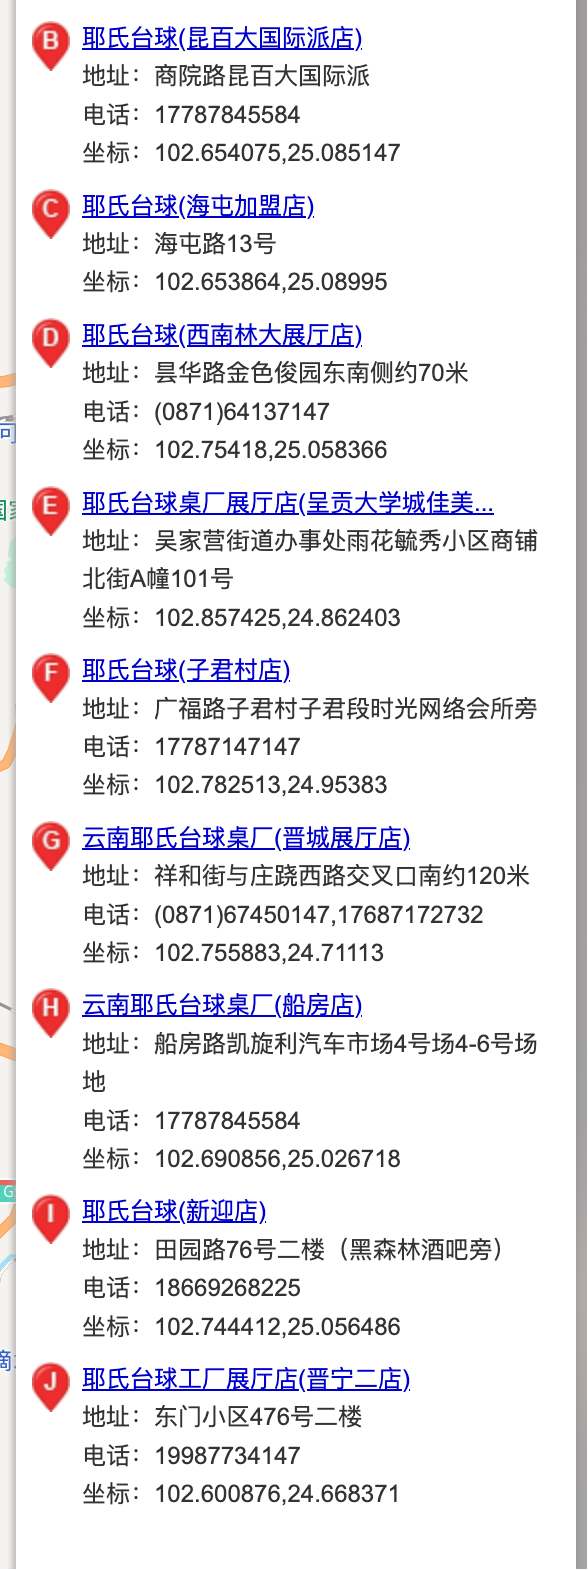 B
耶氏台球(昆百大国际派店)
地址：商院路昆百大国际派
电话：17787845584
坐标：102.654075,25.085147
C
耶氏台球(海屯加盟店)
地址：海屯路13号
坐标：102.653864,25.08995
D
耶氏台球(西南林大展厅店)
地址：昙华路金色俊园东南侧约70米
电话：(0871)64137147
坐标：102.75418,25.058366
E
耶氏台球桌厂展厅店(呈贡大学城佳美...
地址：吴家营街道办事处雨花毓秀小区商铺
北街A幢101号
坐标：102.857425,24.862403
F
耶氏台球(子君村店)
地址：广福路子君村子君段时光网络会所旁
电话：17787147147
坐标：102.782513,24.95383
G
云南耶氏台球桌厂(晋城展厅店)
地址：祥和街与庄跷西路交叉口南约120米
电话：(0871)67450147,17687172732
坐标：102.755883,24.71113
H
云南耶氏台球桌厂(船房店)
地址：船房路凯旋利汽车市场4号场4-6号场
地
电话：17787845584
坐标：102.690856,25.026718
I
耶氏台球(新迎店)
地址：田园路76号二楼（黑森林酒吧旁）
电话：18669268225
坐标：102.744412,25.056486
J
耶氏台球工厂展厅店(晋宁二店)
地址：东门小区476号二楼
电话：19987734147
坐标：102.600876,24.668371